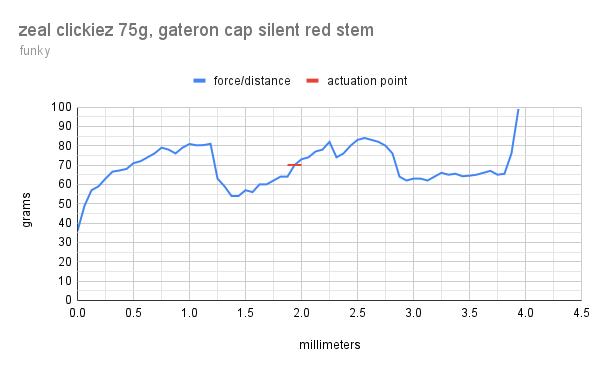 zeal clickiez 75g, gateron cap silent red stem
funky
force/distance actuation point
100
90
80
70
60
50
40
30
20
10
0
grams
0.0 0.5 1.0 1.5 2.0 2.5 3.0 3.5 4.0 4.5
millimeters